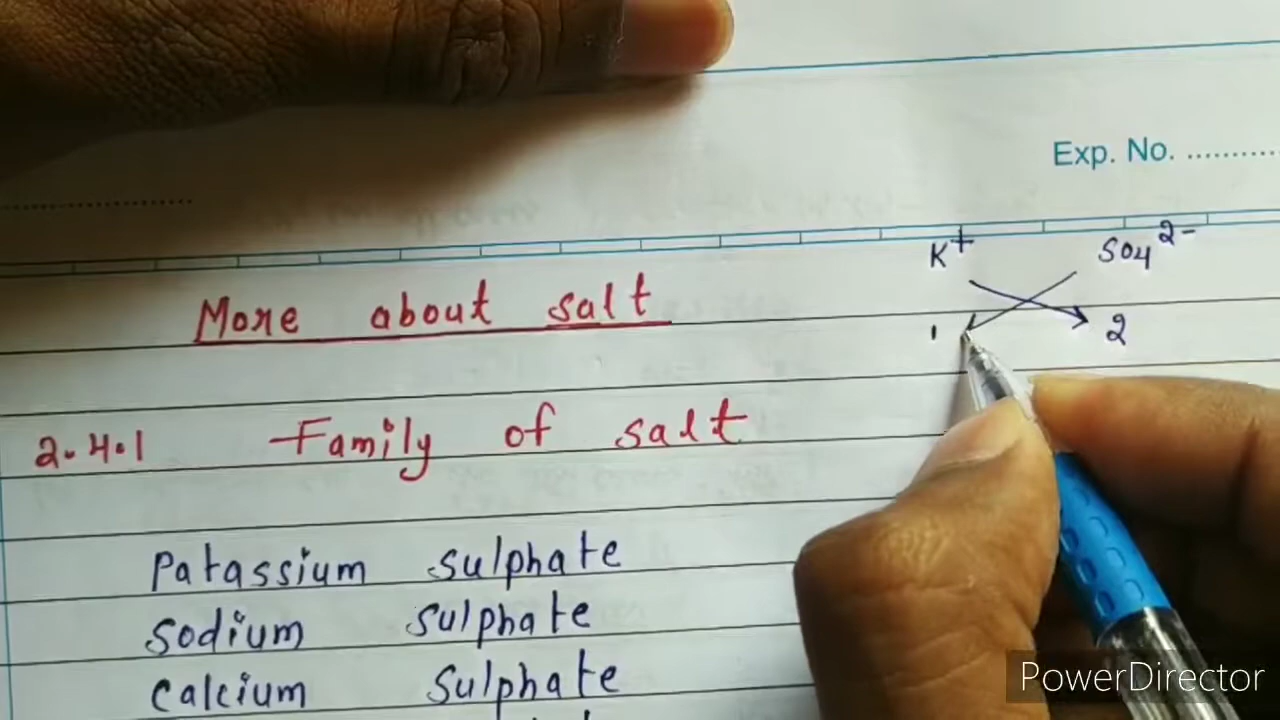 Exp. No. ............
K+ SO4 2-
More about salt
1 2
2.4.1 Family of salt
Patassium sulphate
Sodium sulphate
Calcium sulphate
PowerDirector